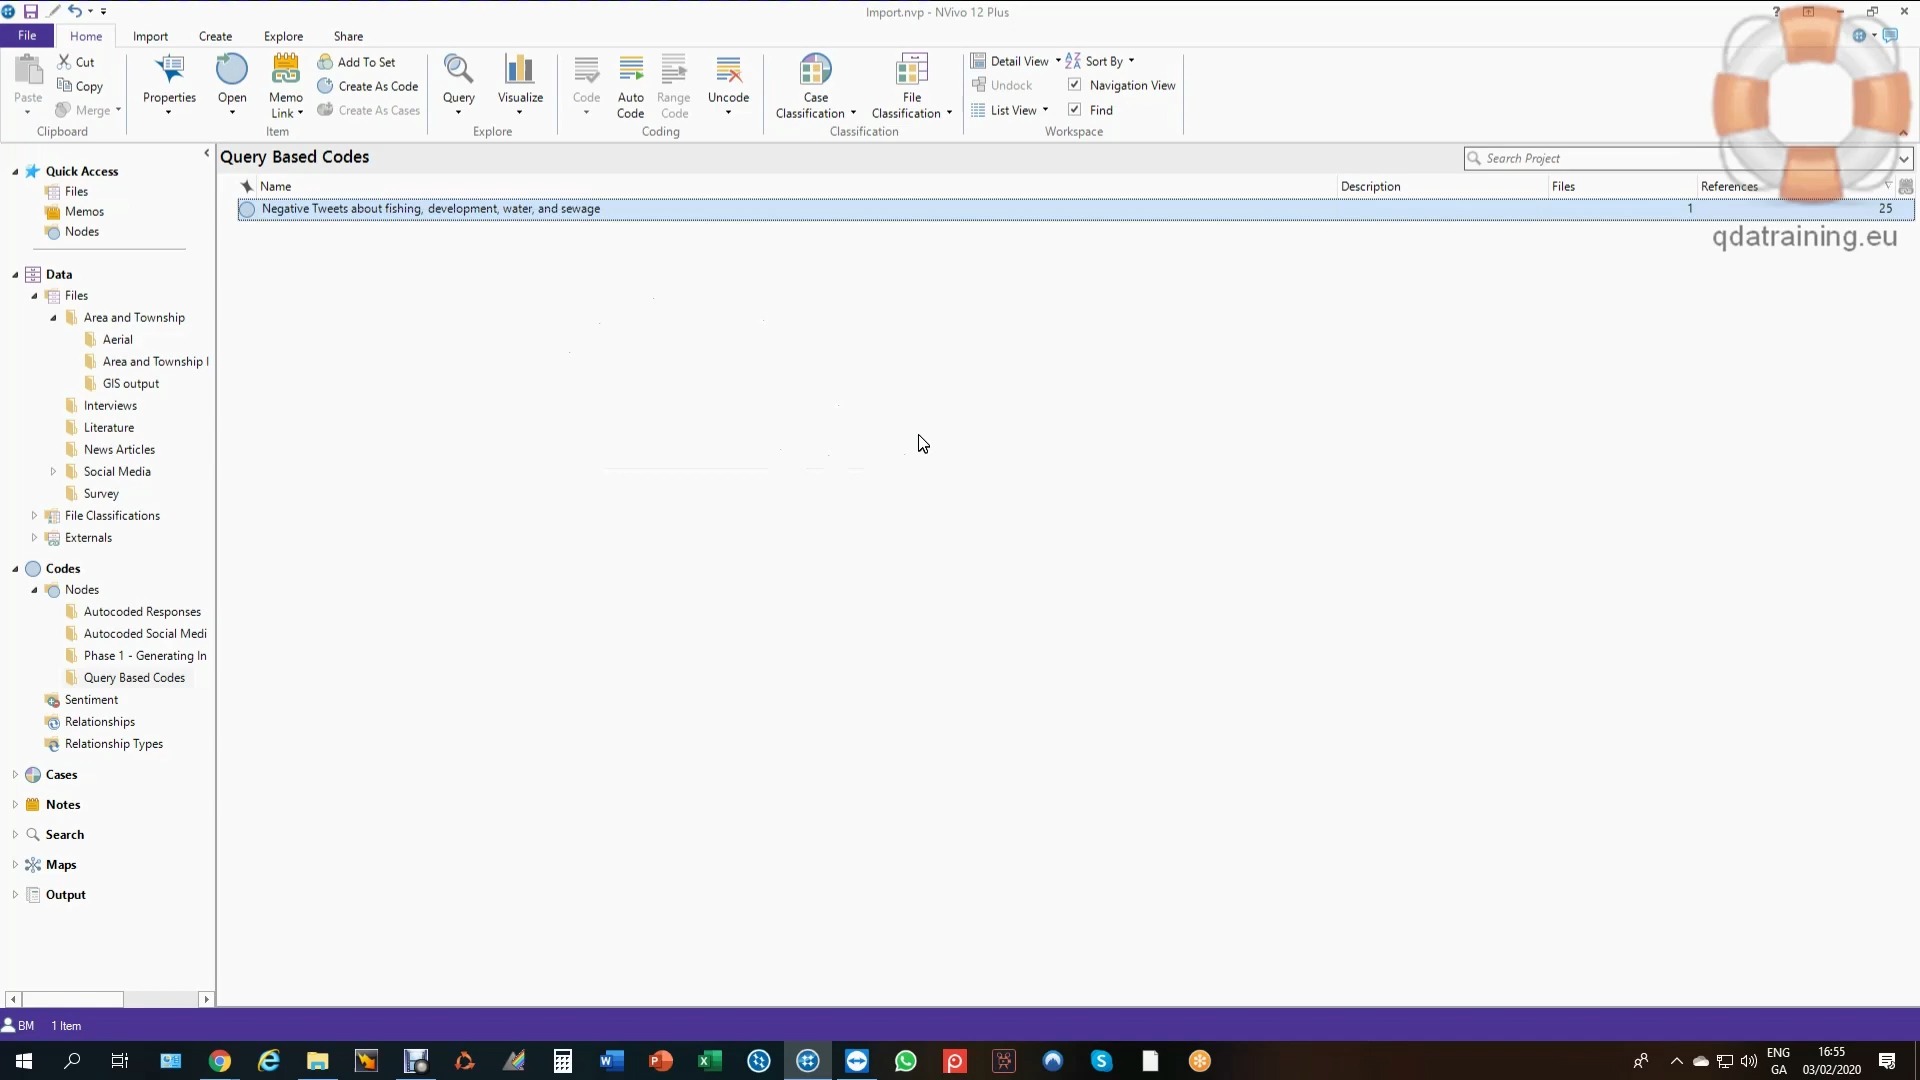 Import.nvp - NVivo 12 Plus
?
File
Home
Import
Create
Explore
Share
Paste
Cut
Copy
Merge
Clipboard
Properties
Open
Memo
Link
Add To Set
Create As Code
Create As Cases
Item
Query
Visualize
Explore
Code
Auto
Code
Range
Code
Uncode
Coding
Case
Classification
File
Classification
Classification
Detail View
Sort By
Undock
Navigation View
List View
Find
Workspace
qdatraining.eu
Quick Access
Files
Memos
Nodes
Data
Files
Area and Township
Aerial
Area and Township I
GIS output
Interviews
Literature
News Articles
Social Media
Survey
File Classifications
Externals
Codes
Nodes
Autocoded Responses
Autocoded Social Medi
Phase 1 - Generating In
Query Based Codes
Sentiment
Relationships
Relationship Types
Cases
Notes
Search
Maps
Output
Query Based Codes
Search Project
Name
Description
Files
References
Negative Tweets about fishing, development, water, and sewage
1
25
BM
1 Item
ENG
GA
16:55
03/02/2020